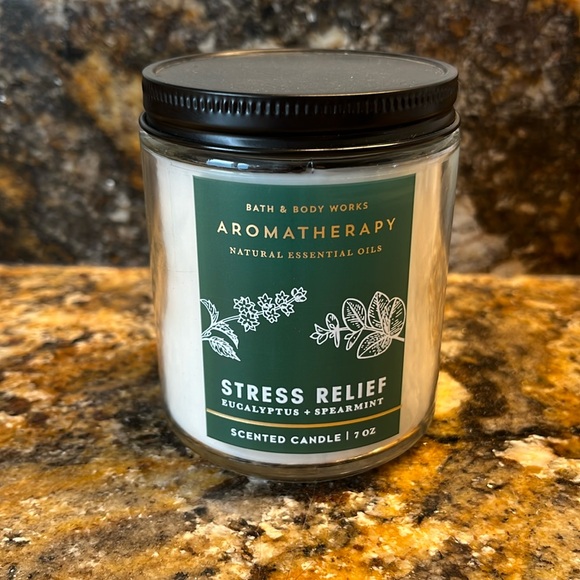 BATH & BODY WORKS
AROMATHERAPY
NATURAL ESSENTIAL OILS
STRESS RELIEF
EUCALYPTUS + SPEARMINT
SCENTED CANDLE | 7 OZ